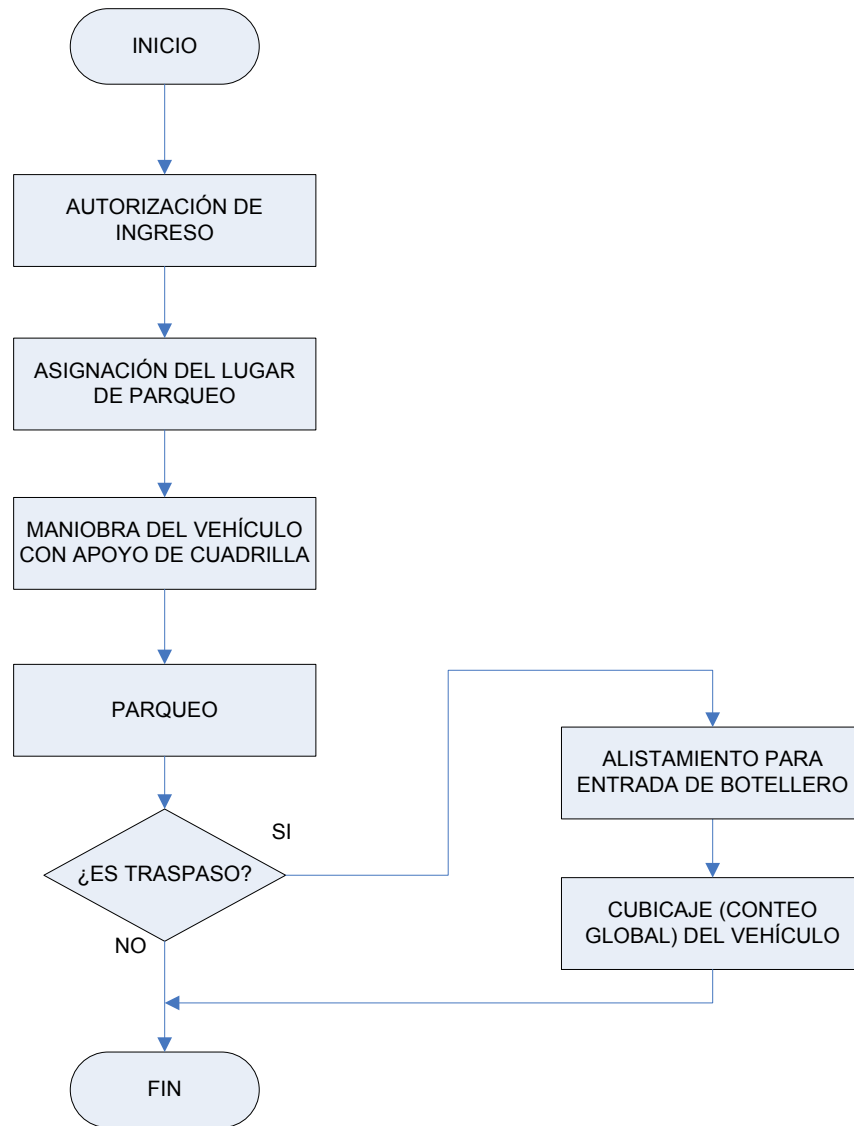 INICIO
AUTORIZACIÓN DE
INGRESO
ASIGNACIÓN DEL LUGAR
DE PARQUEO
MANIOBRA DEL VEHÍCULO
CON APOYO DE CUADRILLA
PARQUEO
¿ES TRASPASO?
SI
NO
ALISTAMIENTO PARA
ENTRADA DE BOTELLERO
CUBICAJE (CONTEO
GLOBAL) DEL VEHÍCULO
FIN